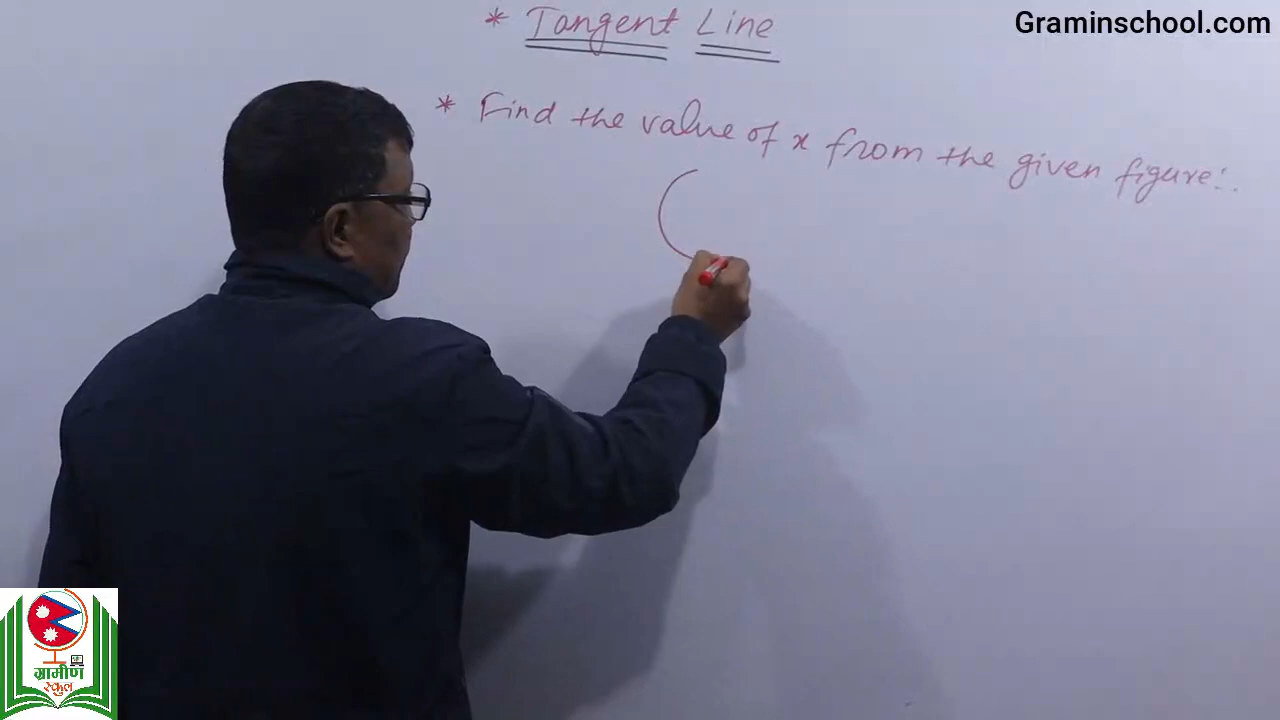 Graminschool.com
* Tangent Line
* Find the value of x from the given figure:.
ग्रामीण
स्कुल